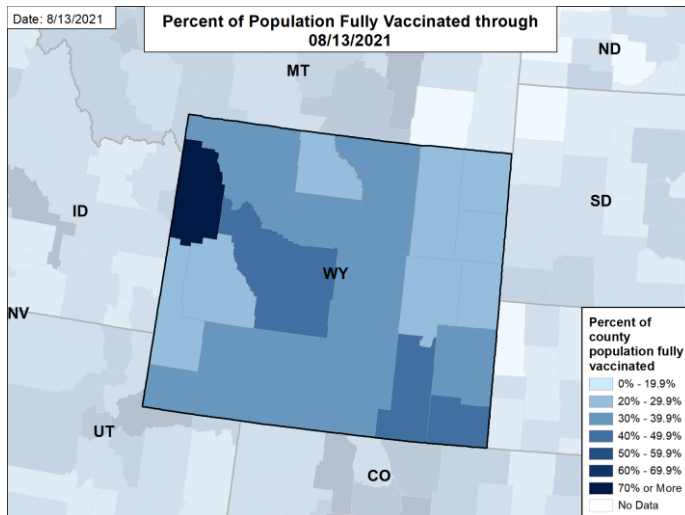 Date: 8/13/2021
Percent of Population Fully Vaccinated through
08/13/2021
ND
MT
ID
SD
WY
NV
UT
CO
Percent of
county
population fully
vaccinated
0% - 19.9%
20% - 29.9%
30% - 39.9%
40% - 49.9%
50% - 59.9%
60% - 69.9%
70% or More
No Data